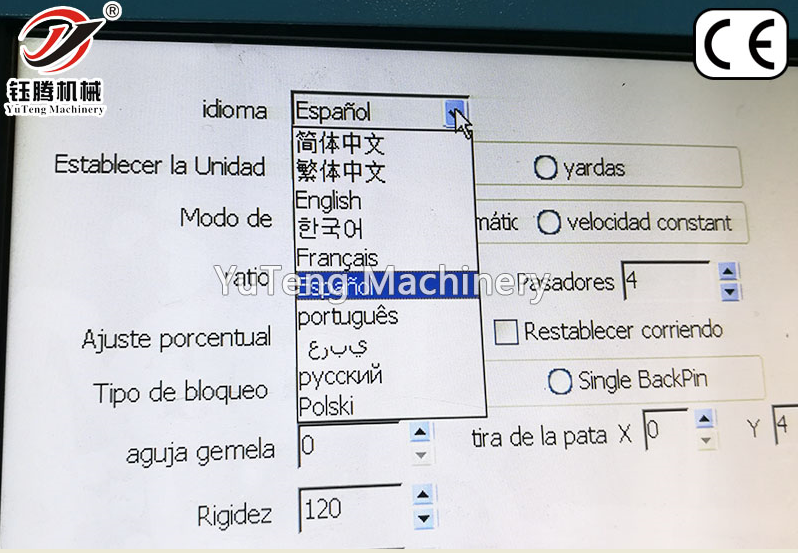 ®
钰腾机械
YuTeng Machinery
CE
idioma Español
简体中文
繁体中文
Establecer la Unidad yardas
English
한국어
Modo de mátic velocidad constant
Français
ratio Español Pasadores 4
YuTeng Machinery
português
Ajuste porcentual Restablecer corriendo
ي ب ر ع
русский
Tipo de bloqueo Single BackPin
Polski
aguja gemela 0 tira de la pata X 0 Y 4
Rigidez 120